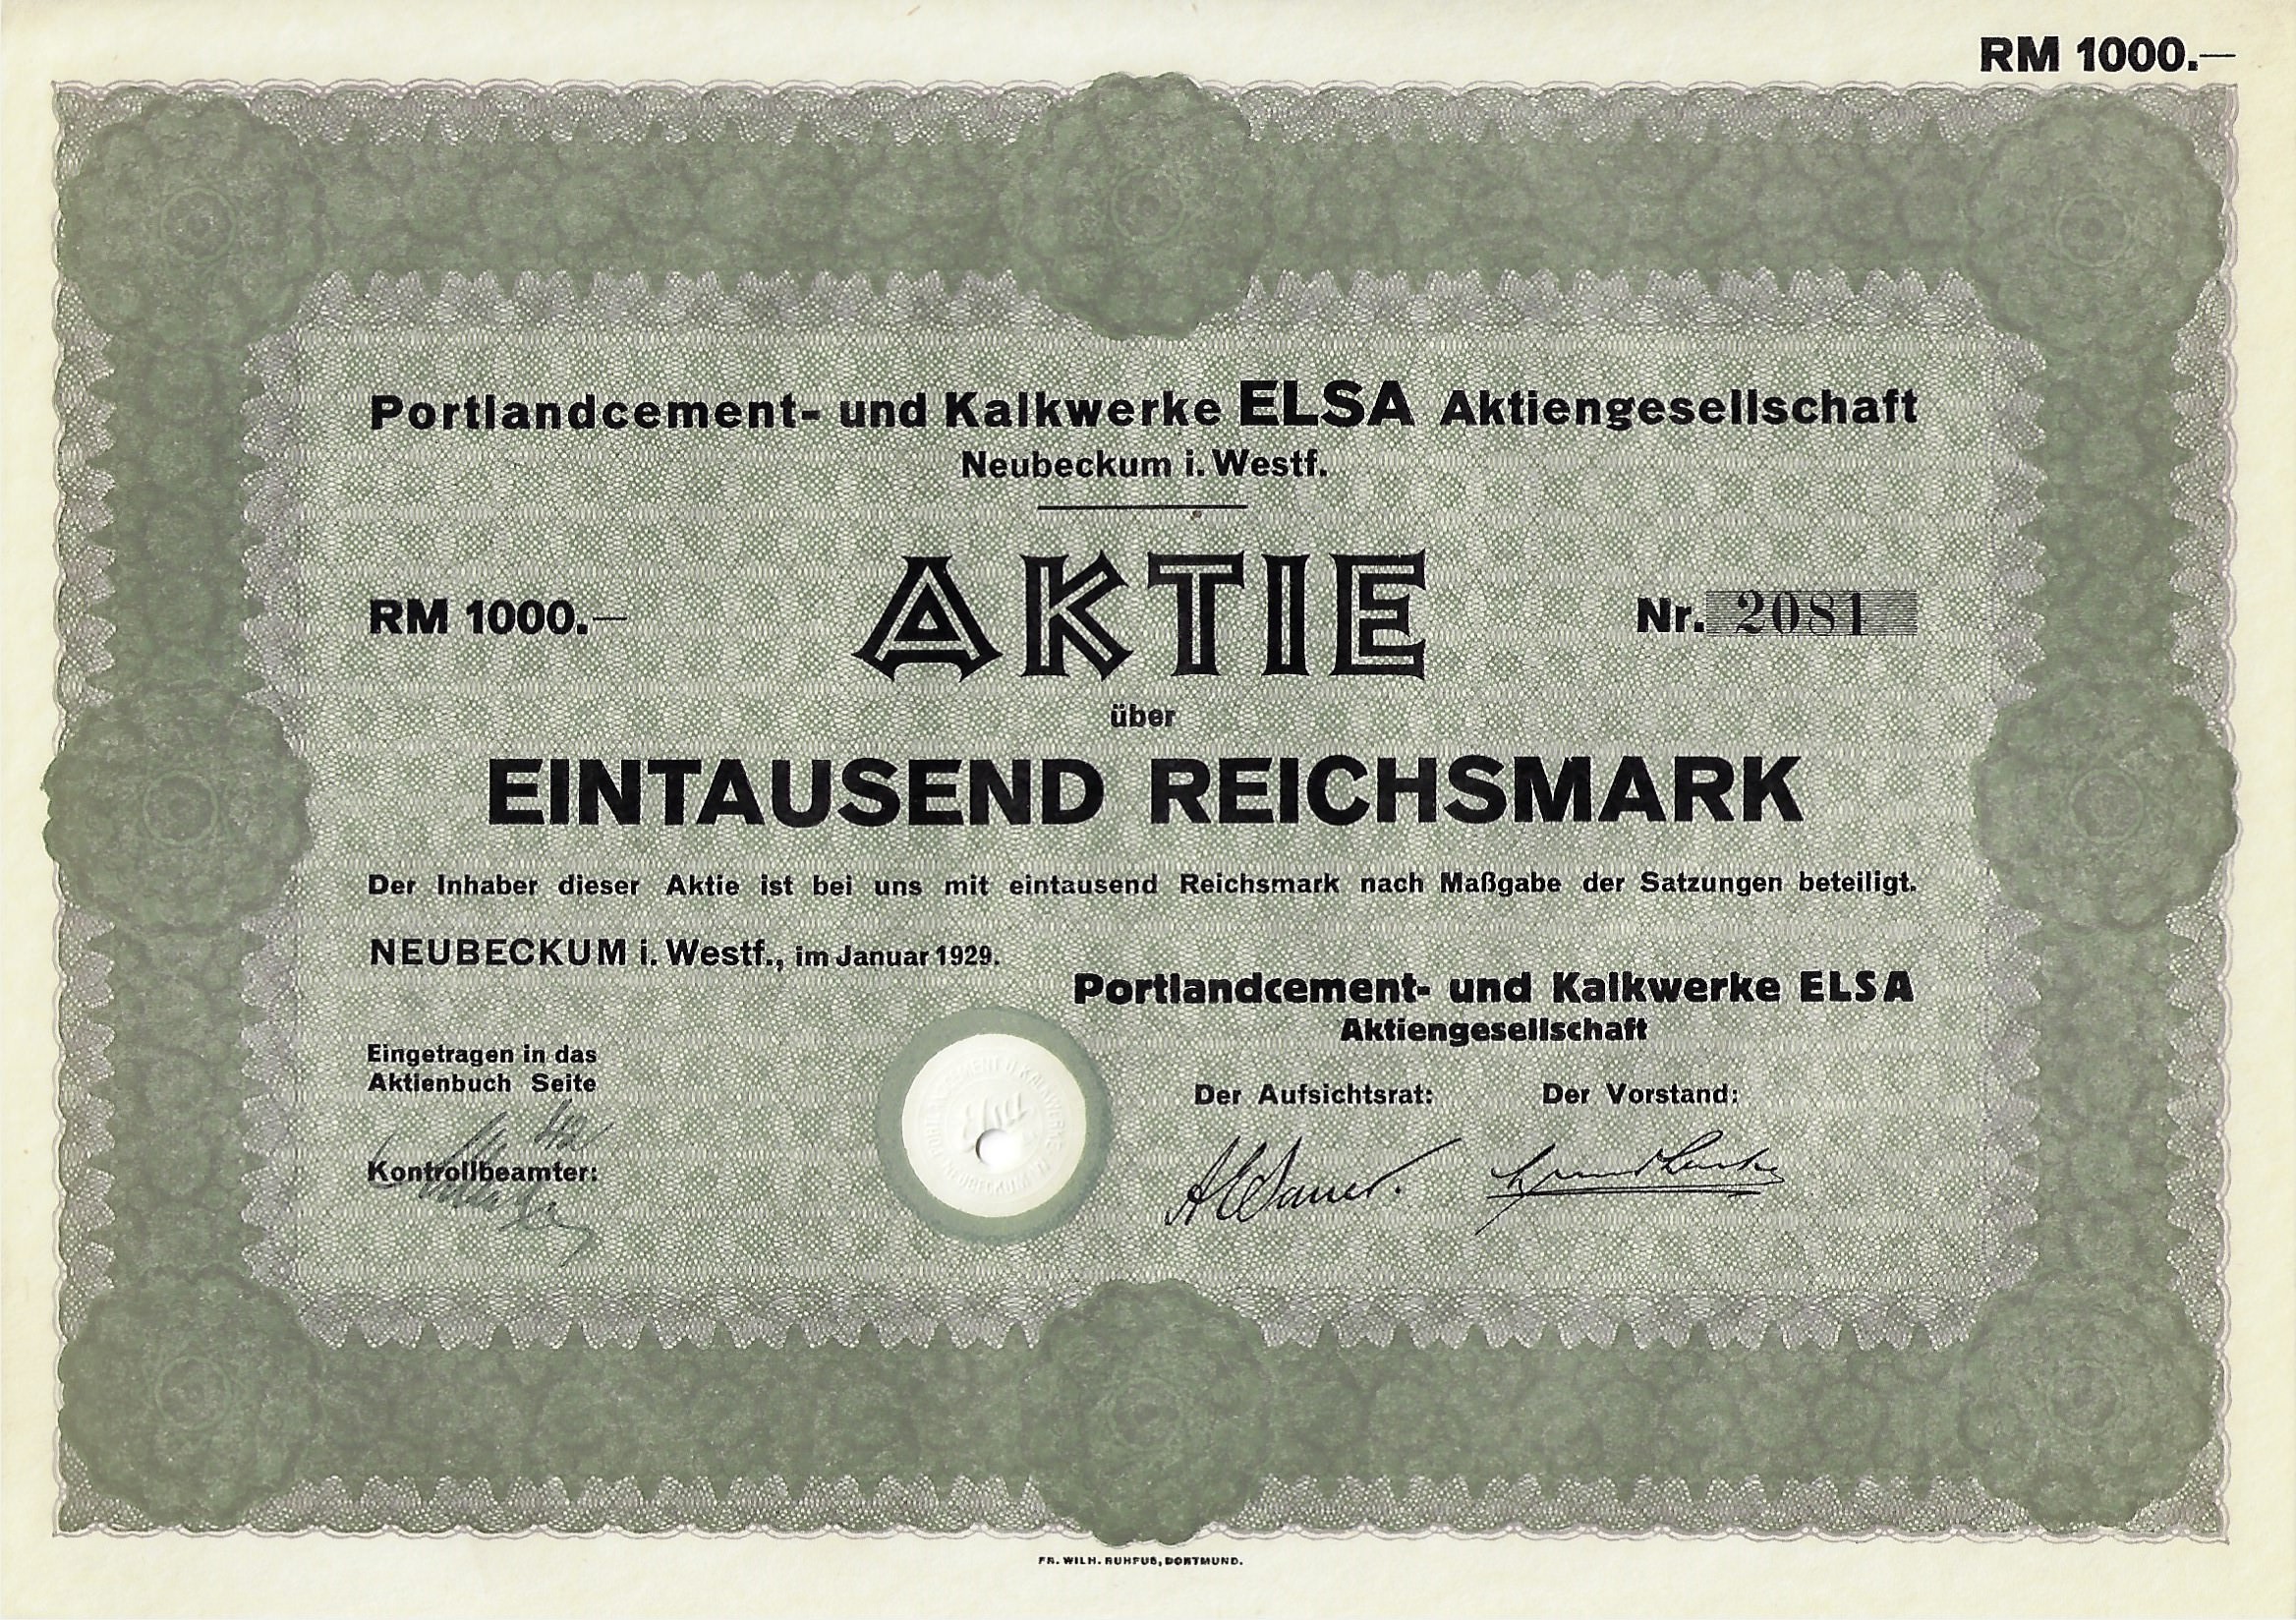 RM 1000.—
Portlandcement- und Kalkwerke ELSA Aktiengesellschaft
Neubeckum i. Westf.
RM 1000.—
AKTIE
Nr. 2081
über
EINTAUSEND REICHSMARK
Der Inhaber dieser Aktie ist bei uns mit eintausend Reichsmark nach Maßgabe der Satzungen beteiligt.
NEUBECKUM i. Westf., im Januar 1929.
Portlandcement- und Kalkwerke ELSA
Aktiengesellschaft
Eingetragen in das
Aktienbuch Seite
Kontrollbeamter:
Der Aufsichtsrat:
Der Vorstand:
FR. WILH. RUHFUS, DORTMUND.